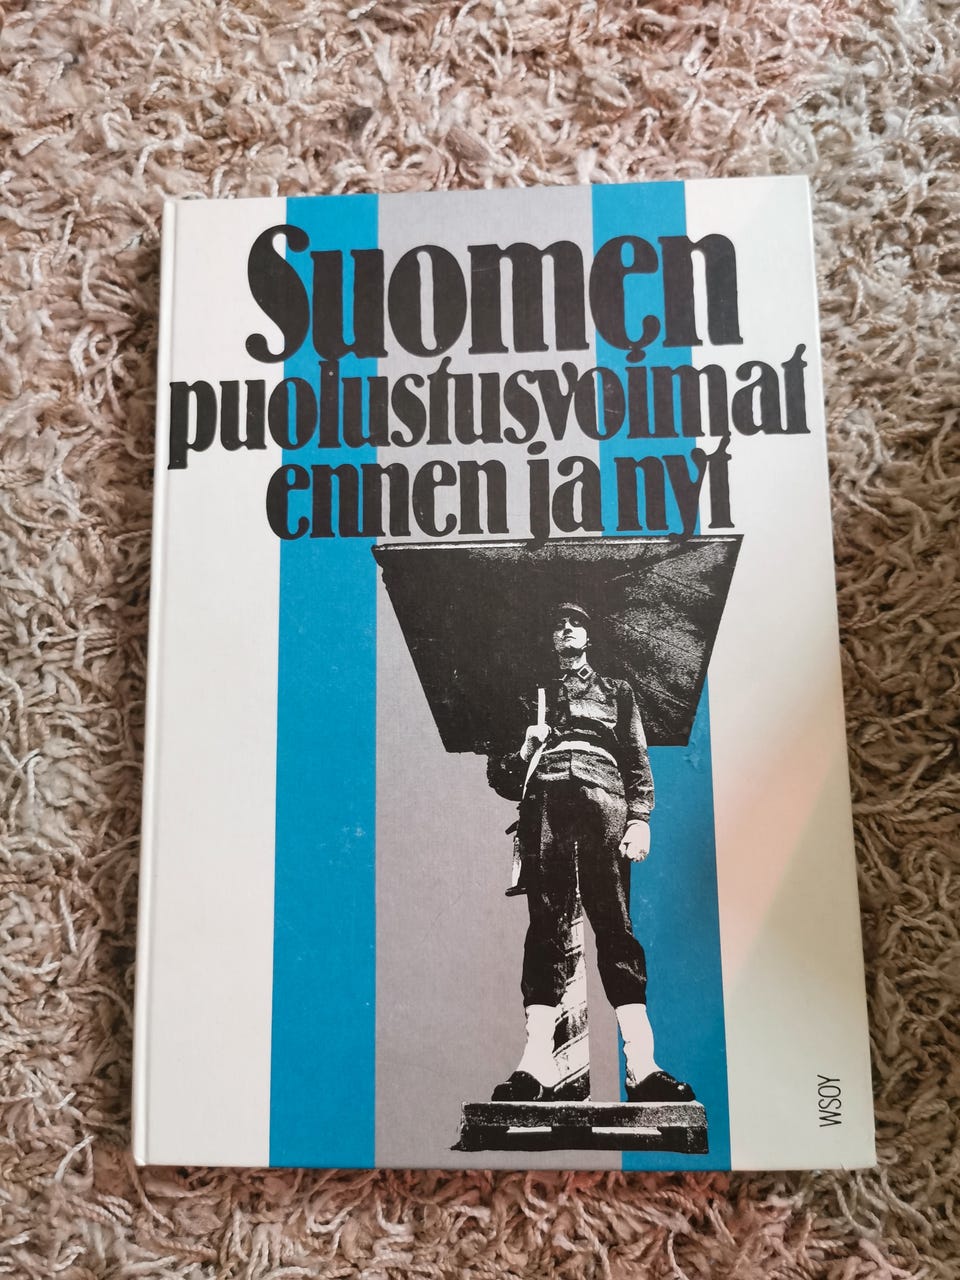 Suomen
puolustusvoimat
ennen ja nyt
WSOY